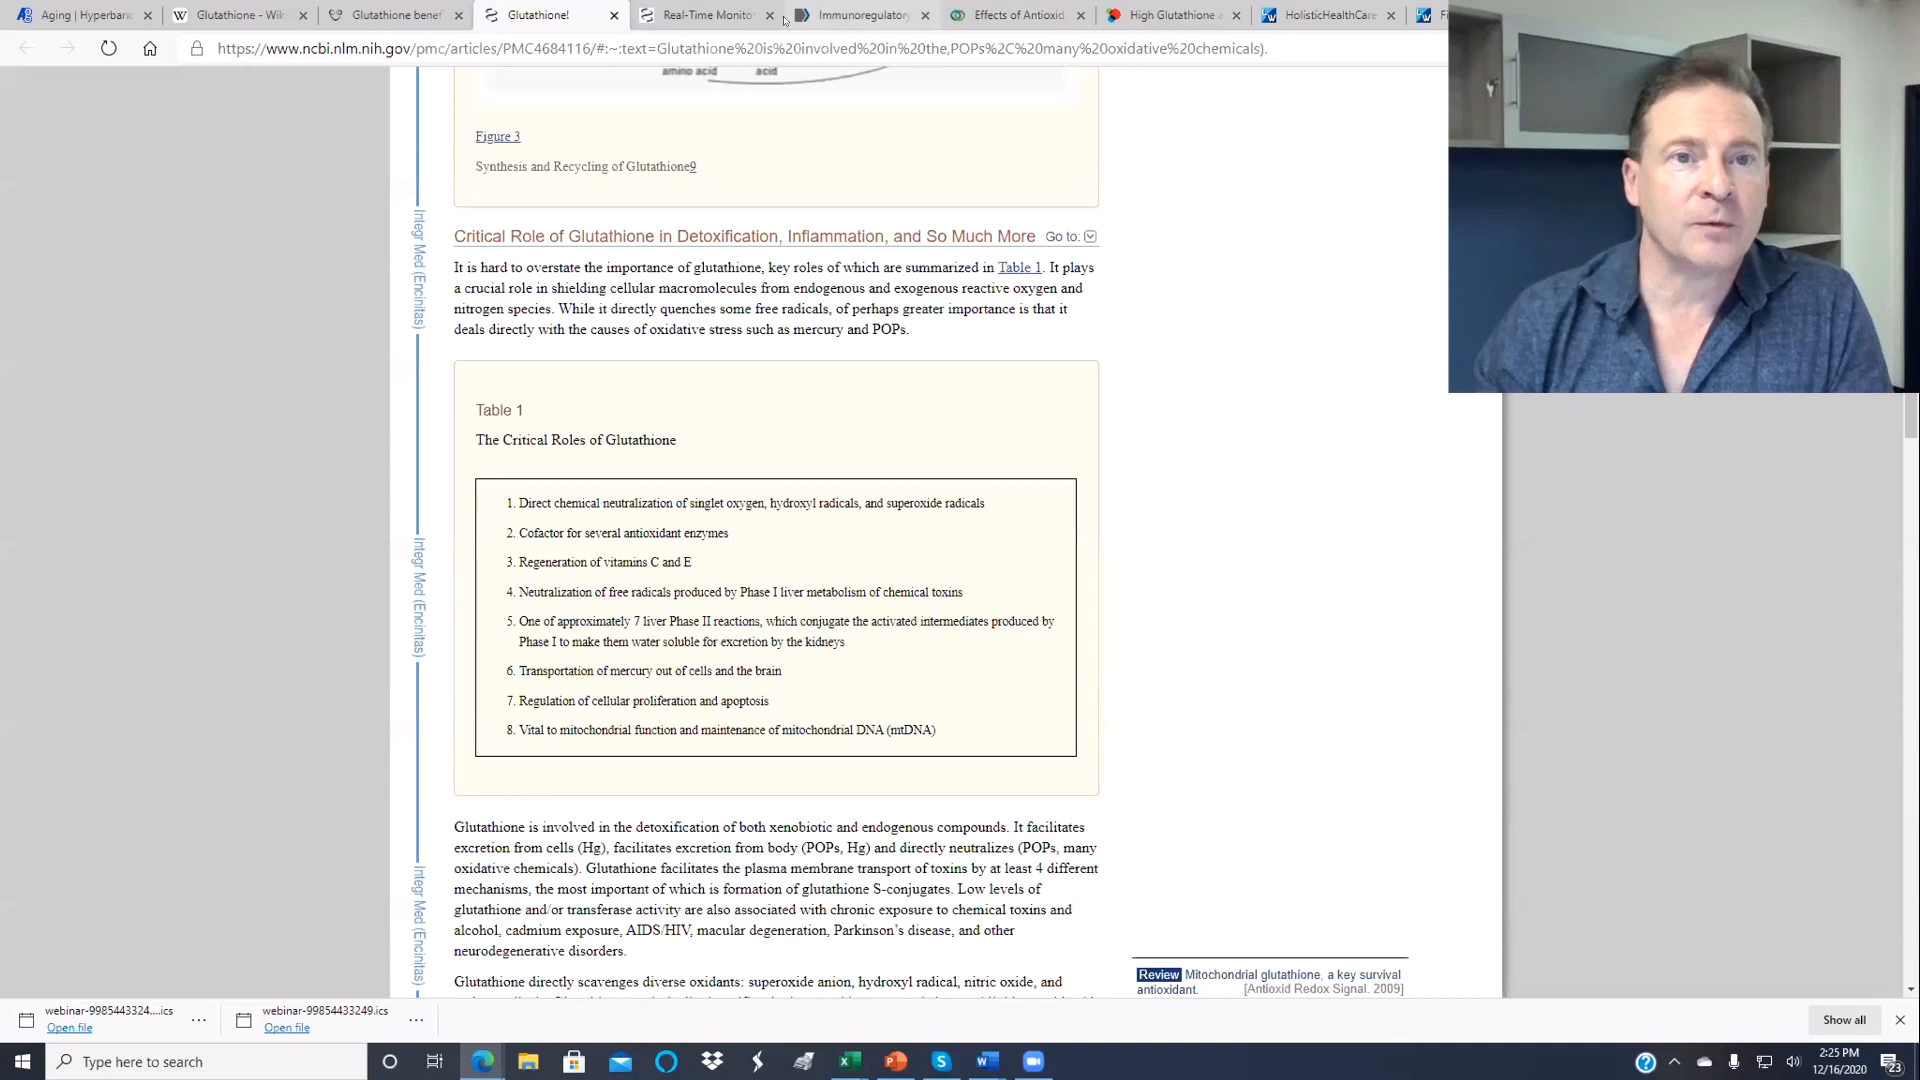 Aging | Hyperbari
Glutathione - Wik
Glutathione benef
Glutathione!
Real-Time Monito
Immunoregulatory
Effects of Antioxid
High Glutathione a
HolisticHealthCare
https://www.ncbi.nlm.nih.gov/pmc/articles/PMC4684116/#:~:text=Glutathione%20is%20involved%20in%20the,POPs%2C%20many%20oxidative%20chemicals).
amino acid
acid
Figure 3
Synthesis and Recycling of Glutathione9
Critical Role of Glutathione in Detoxification, Inflammation, and So Much More Go to:
It is hard to overstate the importance of glutathione, key roles of which are summarized in Table 1. It plays
a crucial role in shielding cellular macromolecules from endogenous and exogenous reactive oxygen and
nitrogen species. While it directly quenches some free radicals, of perhaps greater importance is that it
deals directly with the causes of oxidative stress such as mercury and POPs.
Table 1
The Critical Roles of Glutathione
1. Direct chemical neutralization of singlet oxygen, hydroxyl radicals, and superoxide radicals
2. Cofactor for several antioxidant enzymes
3. Regeneration of vitamins C and E
4. Neutralization of free radicals produced by Phase I liver metabolism of chemical toxins
5. One of approximately 7 liver Phase II reactions, which conjugate the activated intermediates produced by
Phase I to make them water soluble for excretion by the kidneys
6. Transportation of mercury out of cells and the brain
7. Regulation of cellular proliferation and apoptosis
8. Vital to mitochondrial function and maintenance of mitochondrial DNA (mtDNA)
Glutathione is involved in the detoxification of both xenobiotic and endogenous compounds. It facilitates
excretion from cells (Hg), facilitates excretion from body (POPs, Hg) and directly neutralizes (POPs, many
oxidative chemicals). Glutathione facilitates the plasma membrane transport of toxins by at least 4 different
mechanisms, the most important of which is formation of glutathione S-conjugates. Low levels of
glutathione and/or transferase activity are also associated with chronic exposure to chemical toxins and
alcohol, cadmium exposure, AIDS/HIV, macular degeneration, Parkinson's disease, and other
neurodegenerative disorders.
Glutathione directly scavenges diverse oxidants: superoxide anion, hydroxyl radical, nitric oxide, and
Integr Med (Encinitas)
Integr Med (Encinitas)
Integr Med (Encinitas)
Review Mitochondrial glutathione, a key survival
antioxidant. [Antioxid Redox Signal. 2009]
webinar-9985443324....ics
Open file
webinar-99854433249.ics
Open file
Show all
Type here to search
2:25 PM
12/16/2020
23